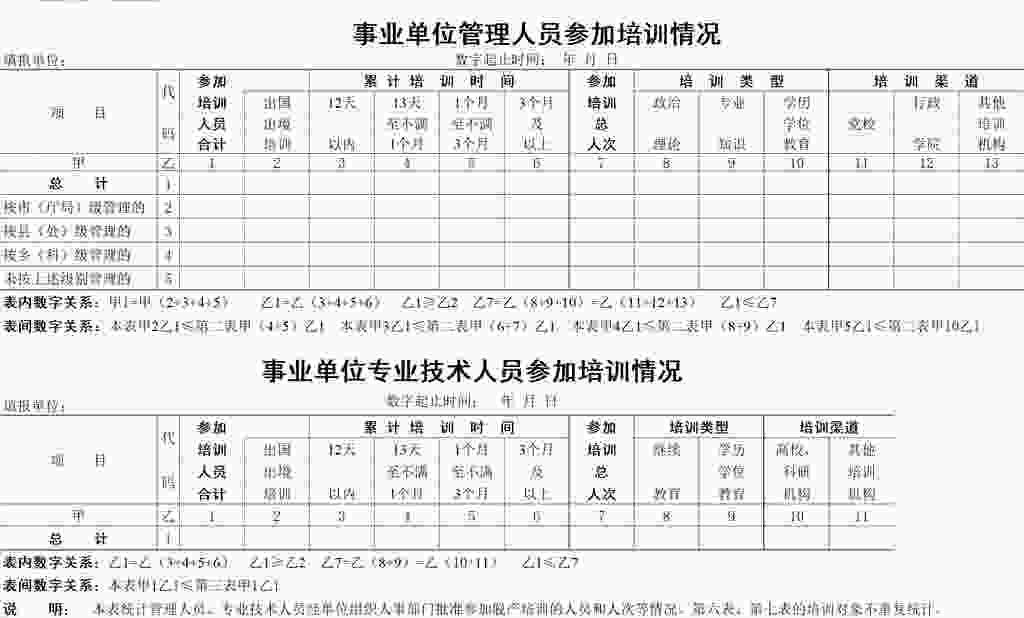 事业单位管理人员参加培训情况
填报单位： 数字起止时间： 年 月 日
项 目 代码 参加培训人员合计 出国出境培训 累 计 培 训 时 间 12天以内 13天至不满1个月 1个月至不满3个月 3个月及以上 参加培训总人次 培 训 类 型 政治理论 专业知识 学历学位教育 培 训 渠 道 党校 行政学院 其他培训机构
甲 乙 1 2 3 4 5 6 7 8 9 10 11 12 13
总 计 1
按市（厅局）级管理的 2
按县（处）级管理的 3
按乡（科）级管理的 4
未按上述级别管理的 5
表内数字关系：甲1=甲（2+3+4+5） 乙1=乙（3+4+5+6） 乙1≥乙2 乙7=乙（8+9+10）=乙（11+12+13） 乙1≤乙7
表间数字关系：本表甲2乙1≤第二表甲（4+5）乙1 本表甲3乙1≤第二表甲（6+7）乙1 本表甲4乙1≤第二表甲（8+9）乙1 本表甲5乙1≤第二表甲10乙1
事业单位专业技术人员参加培训情况
填报单位： 数字起止时间： 年 月 日
项 目 代码 参加培训人员合计 出国出境培训 累 计 培 训 时 间 12天以内 13天至不满1个月 1个月至不满3个月 3个月及以上 参加培训总人次 培训类型 继续教育 学历学位教育 培训渠道 高校、科研机构 其他培训机构
甲 乙 1 2 3 4 5 6 7 8 9 10 11
总 计 1
表内数字关系：乙1=乙（3+4+5+6） 乙1≥乙2 乙7=乙（8+9）=乙（10+11） 乙1≤乙7
表间数字关系：本表甲1乙1≤第三表甲1乙1
说 明： 本表统计管理人员、专业技术人员经单位组织人事部门批准参加脱产培训的人员和人次等情况。第六表、第七表的培训对象不重复统计。